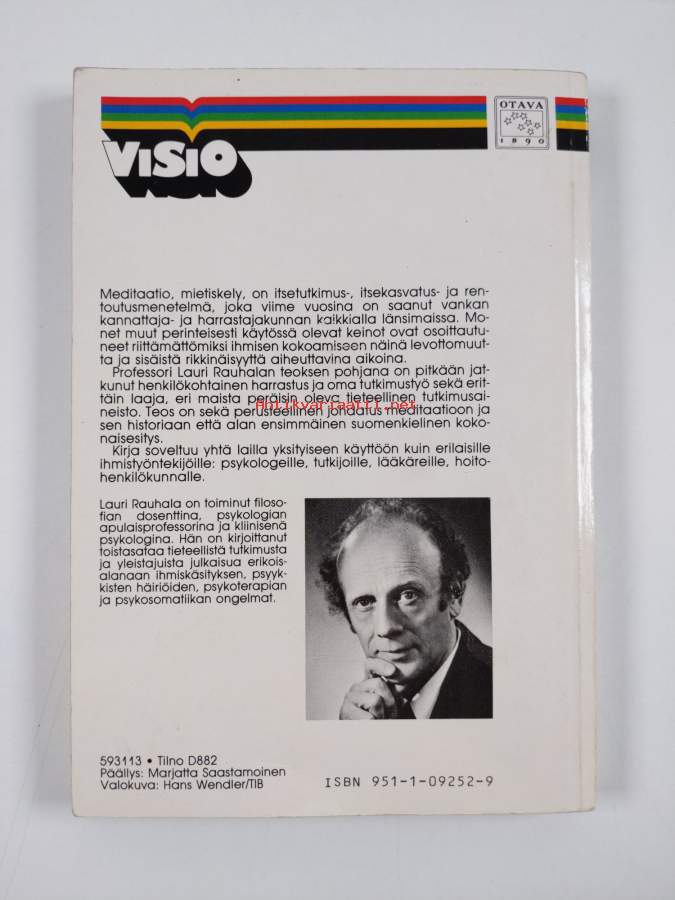 OTAVA
1890
VISIO
Meditaatio, mietiskely, on itsetutkimus-, itsekasvatus- ja ren-
toutusmenetelmä, joka viime vuosina on saanut vankan
kannattaja- ja harrastajakunnan kaikkialla länsimaissa. Mo-
net muut perinteisesti käytössä olevat keinot ovat osoittautu-
neet riittämättömiksi ihmisen kokoamiseen näinä levottomuut-
ta ja sisäistä rikkinäisyyttä aiheuttavina aikoina.
Professori Lauri Rauhalan teoksen pohjana on pitkään jat-
kunut henkilökohtainen harrastus ja oma tutkimustyö sekä erit-
täin laaja, eri maista peräisin oleva tieteellinen tutkimusai-
neisto. Teos on sekä perusteellinen johdatus meditaatioon ja
sen historiaan että alan ensimmäinen suomenkielinen koko-
naisesitys.
Kirja soveltuu yhtä lailla yksityiseen käyttöön kuin erilaisille
ihmistyöntekijöille: psykologeille, tutkijoille, lääkäreille, hoito-
henkilökunnalle.
Antikvariaatti.net
Lauri Rauhala on toiminut filoso-
fian dosenttina, psykologian
apulaisprofessorina ja kliinisenä
psykologina. Hän on kirjoittanut
toistasataa tieteellistä tutkimusta
ja yleistajuista julkaisua erikois-
alanaan ihmiskäsityksen, psyyk-
kisten häiriöiden, psykoterapian
ja psykosomatiikan ongelmat.
593113 • Tilno D882
Päällys: Marjatta Saastamoinen
Valokuva: Hans Wendler/TIB
ISBN 951-1-09252-9